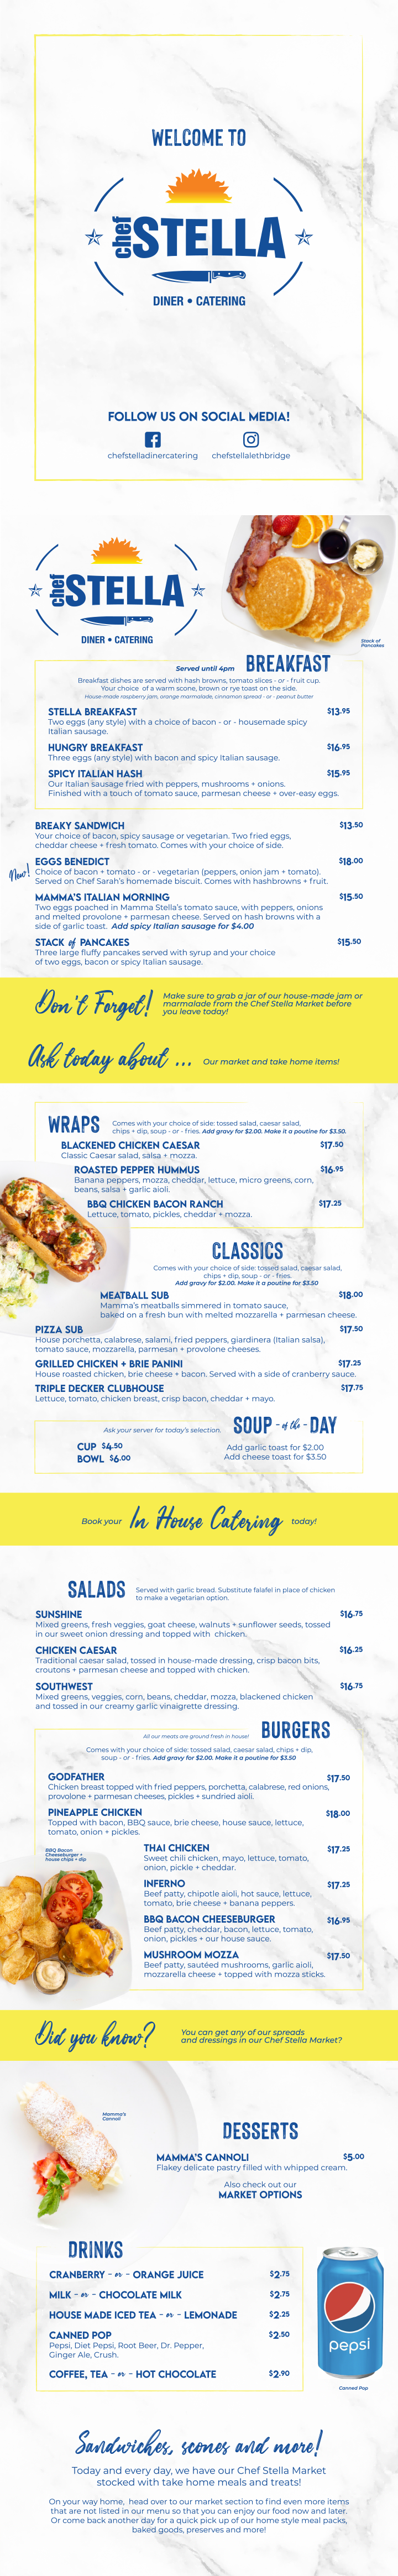 WELCOME TO
chef STELLA
DINER • CATERING
FOLLOW US ON SOCIAL MEDIA!
chefstelladinercatering
chefstellalethbridge
chef STELLA
DINER • CATERING
Stack of
Pancakes
Served until 4pm BREAKFAST
Breakfast dishes are served with hash browns, tomato slices - or - fruit cup.
Your choice of a warm scone, brown or rye toast on the side.
House-made raspberry jam, orange marmalade, cinnamon spread - or - peanut butter
STELLA BREAKFAST $13.95
Two eggs (any style) with a choice of bacon - or - housemade spicy
Italian sausage.
HUNGRY BREAKFAST $16.95
Three eggs (any style) with bacon and spicy Italian sausage.
SPICY ITALIAN HASH $15.95
Our Italian sausage fried with peppers, mushrooms + onions.
Finished with a touch of tomato sauce, parmesan cheese + over-easy eggs.
BREAKY SANDWICH $13.50
Your choice of bacon, spicy sausage or vegetarian. Two fried eggs,
cheddar cheese + fresh tomato. Comes with your choice of side.
New!
EGGS BENEDICT $18.00
Choice of bacon + tomato - or - vegetarian (peppers, onion jam + tomato).
Served on Chef Sarah's homemade biscuit. Comes with hashbrowns + fruit.
MAMMA'S ITALIAN MORNING $15.50
Two eggs poached in Mamma Stella's tomato sauce, with peppers, onions
and melted provolone + parmesan cheese. Served on hash browns with a
side of garlic toast. Add spicy Italian sausage for $4.00
STACK of PANCAKES $15.50
Three large fluffy pancakes served with syrup and your choice
of two eggs, bacon or spicy Italian sausage.
Don't Forget!
Make sure to grab a jar of our house-made jam or
marmalade from the Chef Stella Market before
you leave today!
Ask today about ... Our market and take home items!
WRAPS
Comes with your choice of side: tossed salad, caesar salad,
chips + dip, soup - or - fries. Add gravy for $2.00. Make it a poutine for $3.50.
BLACKENED CHICKEN CAESAR $17.50
Classic Caesar salad, salsa + mozza.
ROASTED PEPPER HUMMUS $16.95
Banana peppers, mozza, cheddar, lettuce, micro greens, corn,
beans, salsa + garlic aioli.
BBQ CHICKEN BACON RANCH $17.25
Lettuce, tomato, pickles, cheddar + mozza.
CLASSICS
Comes with your choice of side: tossed salad, caesar salad,
chips + dip, soup - or - fries.
Add gravy for $2.00. Make it a poutine for $3.50
MEATBALL SUB $18.00
Mamma's meatballs simmered in tomato sauce,
baked on a fresh bun with melted mozzarella + parmesan cheese.
PIZZA SUB $17.50
House porchetta, calabrese, salami, fried peppers, giardinera (Italian salsa),
tomato sauce, mozzarella, parmesan + provolone cheeses.
GRILLED CHICKEN + BRIE PANINI $17.25
House roasted chicken, brie cheese + bacon. Served with a side of cranberry sauce.
TRIPLE DECKER CLUBHOUSE $17.75
Lettuce, tomato, chicken breast, crisp bacon, cheddar + mayo.
Ask your server for today's selection. SOUP - of the - DAY
CUP $4.50
BOWL $6.00
Add garlic toast for $2.00
Add cheese toast for $3.50
Book your In House Catering today!
SALADS
Served with garlic bread. Substitute falafel in place of chicken
to make a vegetarian option.
SUNSHINE $16.75
Mixed greens, fresh veggies, goat cheese, walnuts + sunflower seeds, tossed
in our sweet onion dressing and topped with chicken.
CHICKEN CAESAR $16.25
Traditional caesar salad, tossed in house-made dressing, crisp bacon bits,
croutons + parmesan cheese and topped with chicken.
SOUTHWEST $16.75
Mixed greens, veggies, corn, beans, cheddar, mozza, blackened chicken
and tossed in our creamy garlic vinaigrette dressing.
All our meats are ground fresh in house! BURGERS
Comes with your choice of side: tossed salad, caesar salad, chips + dip,
soup - or - fries. Add gravy for $2.00. Make it a poutine for $3.50
GODFATHER $17.50
Chicken breast topped with fried peppers, porchetta, calabrese, red onions,
provolone + parmesan cheeses, pickles + sundried aioli.
PINEAPPLE CHICKEN $18.00
Topped with bacon, BBQ sauce, brie cheese, house sauce, lettuce,
tomato, onion + pickles.
BBQ Bacon
Cheeseburger +
house chips + dip
THAI CHICKEN $17.25
Sweet chili chicken, mayo, lettuce, tomato,
onion, pickle + cheddar.
INFERNO $17.25
Beef patty, chipotle aioli, hot sauce, lettuce,
tomato, brie cheese + banana peppers.
BBQ BACON CHEESEBURGER $16.95
Beef patty, cheddar, bacon, lettuce, tomato,
onion, pickles + our house sauce.
MUSHROOM MOZZA $17.50
Beef patty, sautéed mushrooms, garlic aioli,
mozzarella cheese + topped with mozza sticks.
Did you know?
You can get any of our spreads
and dressings in our Chef Stella Market?
Mamma's
Cannoli
DESSERTS
MAMMA'S CANNOLI $5.00
Flakey delicate pastry filled with whipped cream.
Also check out our
MARKET OPTIONS
DRINKS
CRANBERRY - or - ORANGE JUICE $2.75
MILK - or - CHOCOLATE MILK $2.75
HOUSE MADE ICED TEA - or - LEMONADE $2.25
CANNED POP $2.50
Pepsi, Diet Pepsi, Root Beer, Dr. Pepper,
Ginger Ale, Crush.
COFFEE, TEA - or - HOT CHOCOLATE $2.90
pepsi
Canned Pop
Sandwiches, scones and more!
Today and every day, we have our Chef Stella Market
stocked with take home meals and treats!
On your way home, head over to our market section to find even more items
that are not listed in our menu so that you can enjoy our food now and later.
Or come back another day for a quick pick up of our home style meal packs,
baked goods, preserves and more!